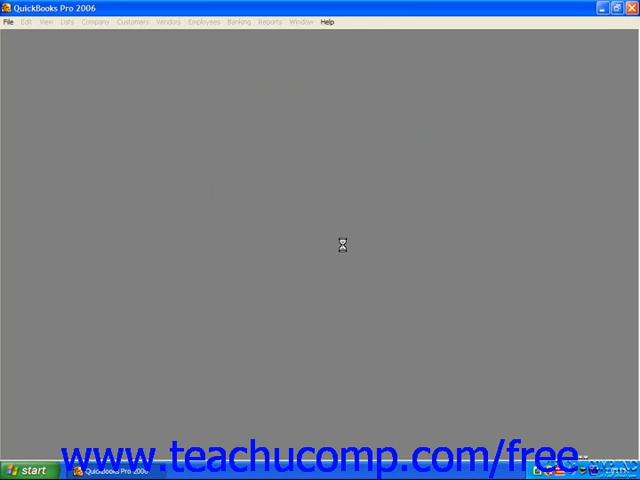 QuickBooks Pro 2006
File Edit View Lists Company Customers Vendors Employees Banking Reports Window Help
www.teachucomp.com/free
start
QuickBooks Pro 2006